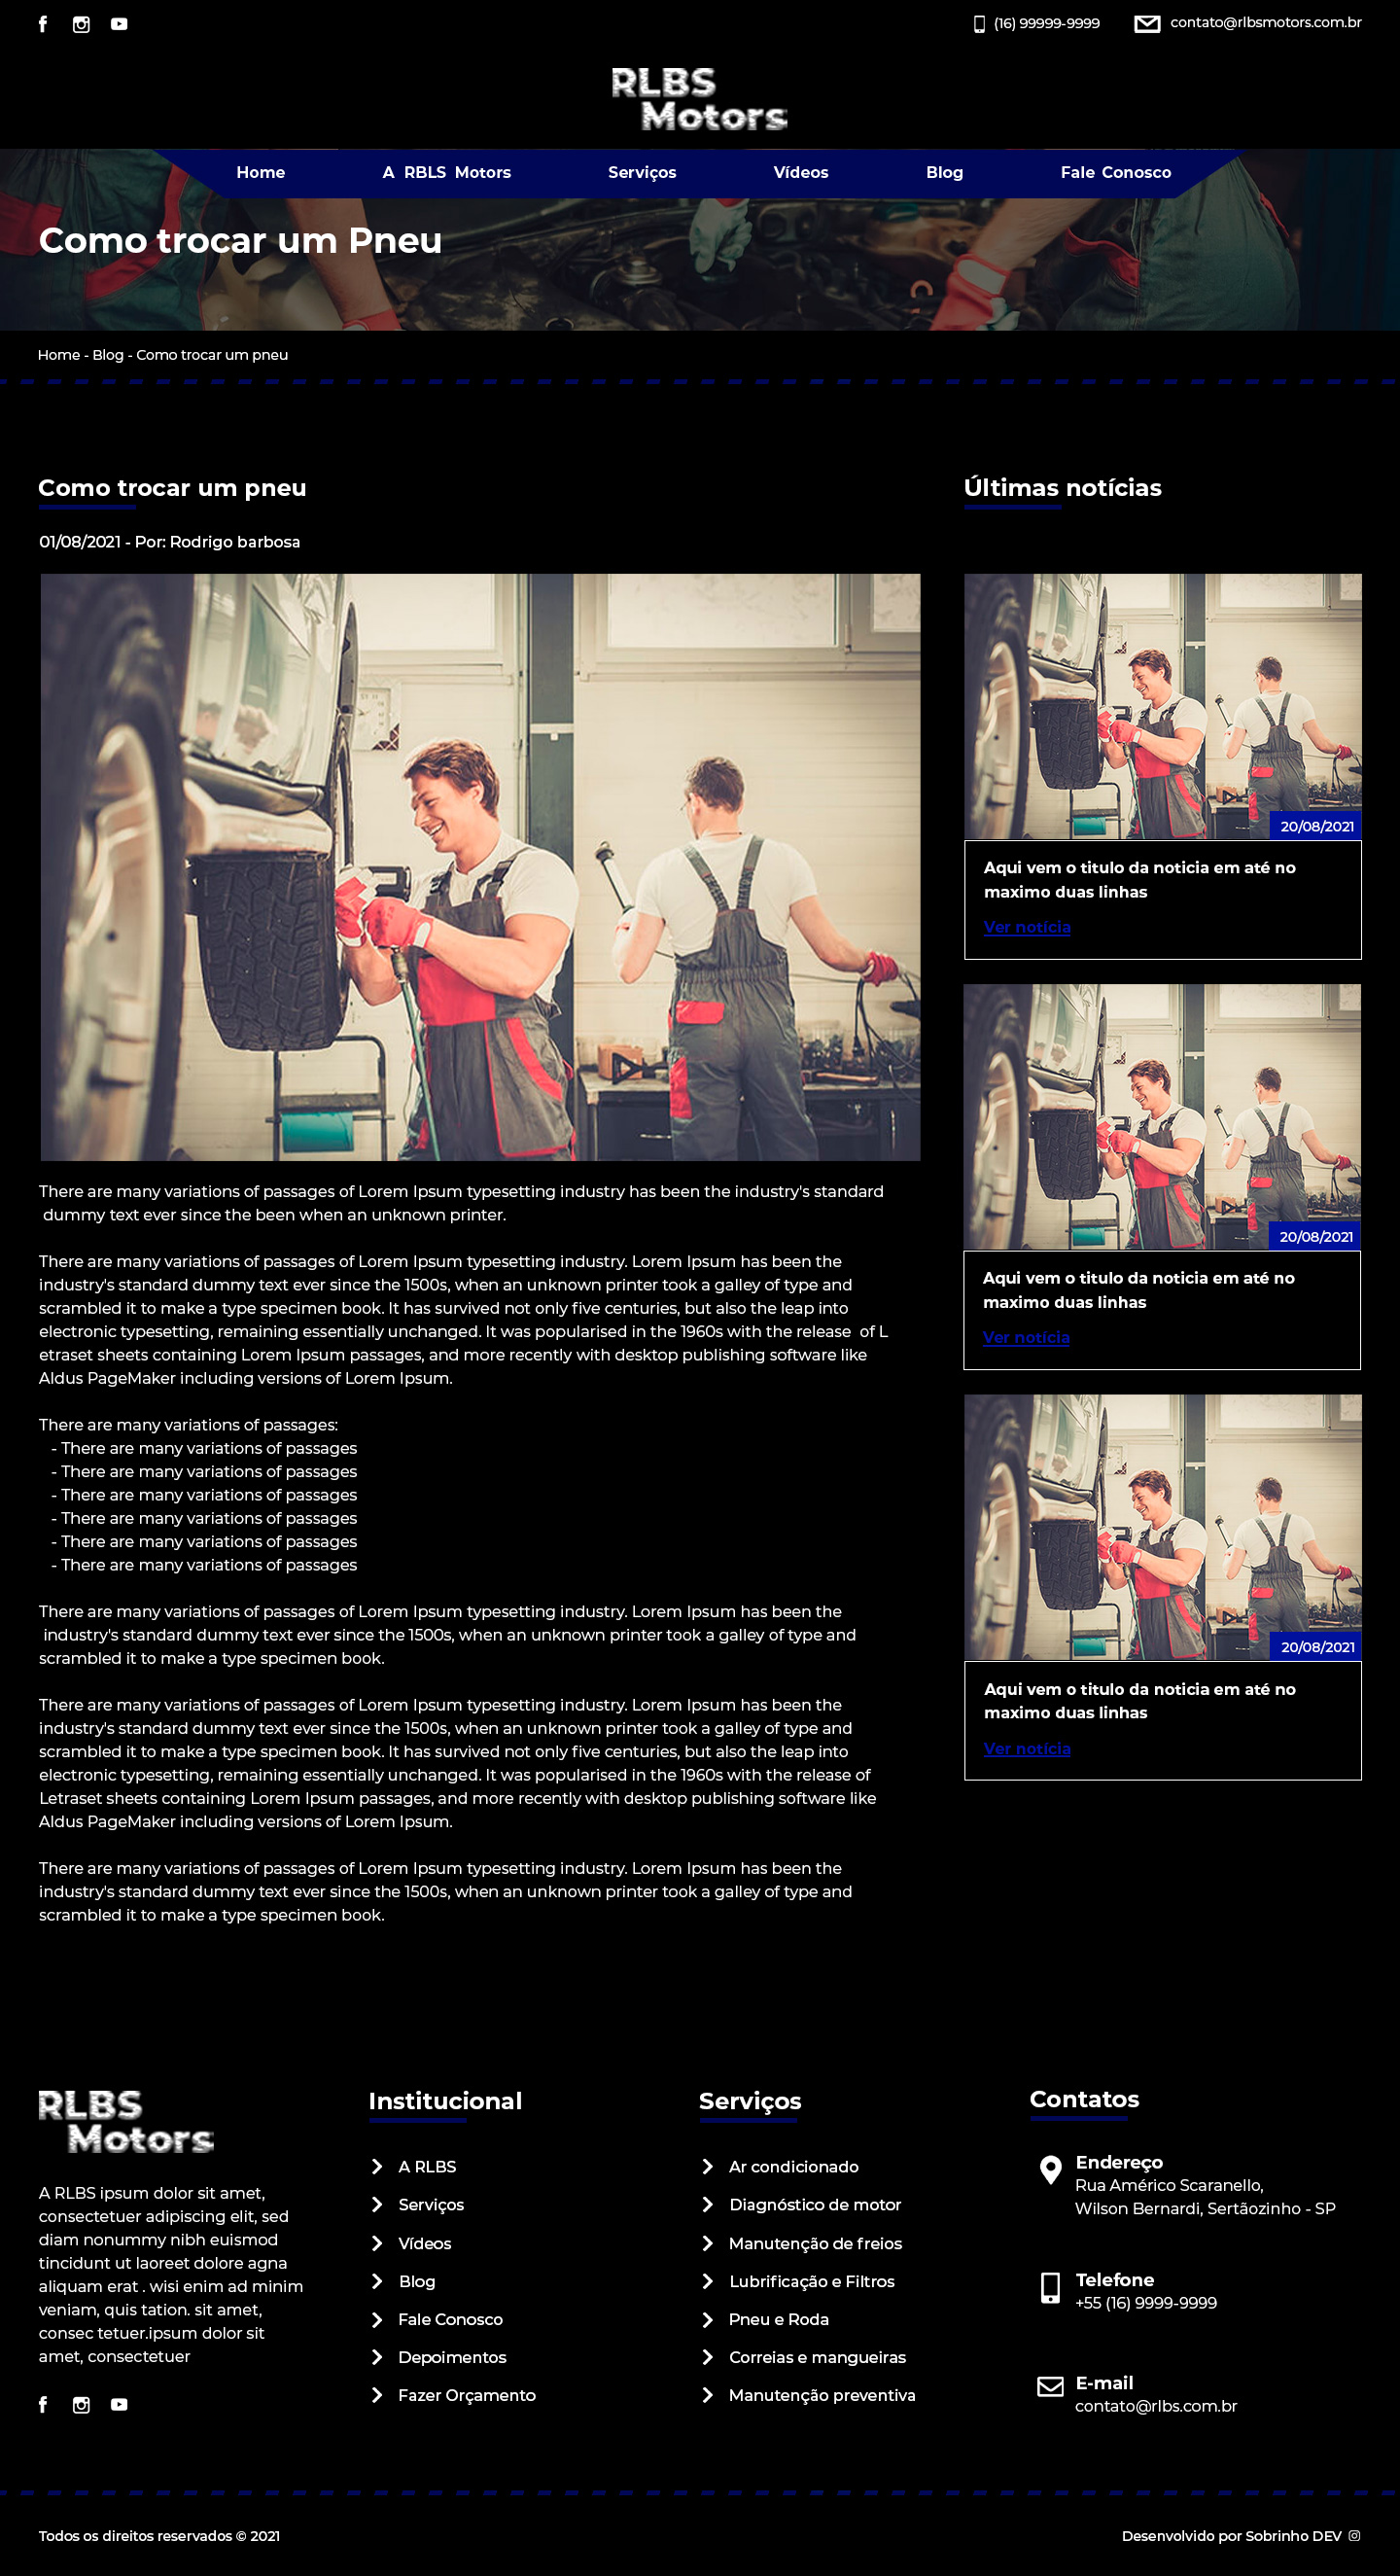 (16) 99999-9999
contato@rlbsmotors.com.br
RLBS
Motors
Home
A RBLS Motors
Serviços
Vídeos
Blog
Fale Conosco
Como trocar um Pneu
Home - Blog - Como trocar um pneu
Como trocar um pneu
01/08/2021 - Por: Rodrigo barbosa
There are many variations of passages of Lorem Ipsum typesetting industry has been the industry's standard
dummy text ever since the been when an unknown printer.
There are many variations of passages of Lorem Ipsum typesetting industry. Lorem Ipsum has been the
industry's standard dummy text ever since the 1500s, when an unknown printer took a galley of type and
scrambled it to make a type specimen book. It has survived not only five centuries, but also the leap into
electronic typesetting, remaining essentially unchanged. It was popularised in the 1960s with the release  of L
etraset sheets containing Lorem Ipsum passages, and more recently with desktop publishing software like
Aldus PageMaker including versions of Lorem Ipsum.
There are many variations of passages:
- There are many variations of passages
- There are many variations of passages
- There are many variations of passages
- There are many variations of passages
- There are many variations of passages
- There are many variations of passages
There are many variations of passages of Lorem Ipsum typesetting industry. Lorem Ipsum has been the
industry's standard dummy text ever since the 1500s, when an unknown printer took a galley of type and
scrambled it to make a type specimen book.
There are many variations of passages of Lorem Ipsum typesetting industry. Lorem Ipsum has been the
industry's standard dummy text ever since the 1500s, when an unknown printer took a galley of type and
scrambled it to make a type specimen book. It has survived not only five centuries, but also the leap into
electronic typesetting, remaining essentially unchanged. It was popularised in the 1960s with the release of
Letraset sheets containing Lorem Ipsum passages, and more recently with desktop publishing software like
Aldus PageMaker including versions of Lorem Ipsum.
There are many variations of passages of Lorem Ipsum typesetting industry. Lorem Ipsum has been the
industry's standard dummy text ever since the 1500s, when an unknown printer took a galley of type and
scrambled it to make a type specimen book.
Últimas notícias
20/08/2021
Aqui vem o titulo da noticia em até no
maximo duas linhas
Ver notícia
20/08/2021
Aqui vem o titulo da noticia em até no
maximo duas linhas
Ver notícia
20/08/2021
Aqui vem o titulo da noticia em até no
maximo duas linhas
Ver notícia
RLBS
Motors
A RLBS ipsum dolor sit amet,
consectetuer adipiscing elit, sed
diam nonummy nibh euismod
tincidunt ut laoreet dolore agna
aliquam erat . wisi enim ad minim
veniam, quis tation. sit amet,
consec tetuer.ipsum dolor sit
amet, consectetuer
Institucional
A RLBS
Serviços
Vídeos
Blog
Fale Conosco
Depoimentos
Fazer Orçamento
Serviços
Ar condicionado
Diagnóstico de motor
Manutenção de freios
Lubrificação e Filtros
Pneu e Roda
Correias e mangueiras
Manutenção preventiva
Contatos
Endereço
Rua Américo Scaranello,
Wilson Bernardi, Sertãozinho - SP
Telefone
+55 (16) 9999-9999
E-mail
contato@rlbs.com.br
Todos os direitos reservados © 2021
Desenvolvido por Sobrinho DEV